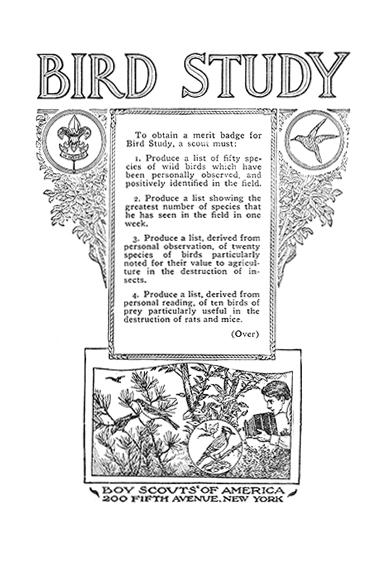 BIRD STUDY
To obtain a merit badge for
Bird Study, a scout must:
1. Produce a list of fifty spe-
cies of wild birds which have
been personally observed, and
positively identified in the field.
2. Produce a list showing the
greatest number of species that
he has seen in the field in one
week.
3. Produce a list, derived from
personal observation, of twenty
species of birds particularly
noted for their value to agricul-
ture in the destruction of in-
sects.
4. Produce a list, derived from
personal reading, of ten birds of
prey particularly useful in the
destruction of rats and mice.
(Over)
BOY SCOUTS OF AMERICA
200 FIFTH AVENUE, NEW YORK